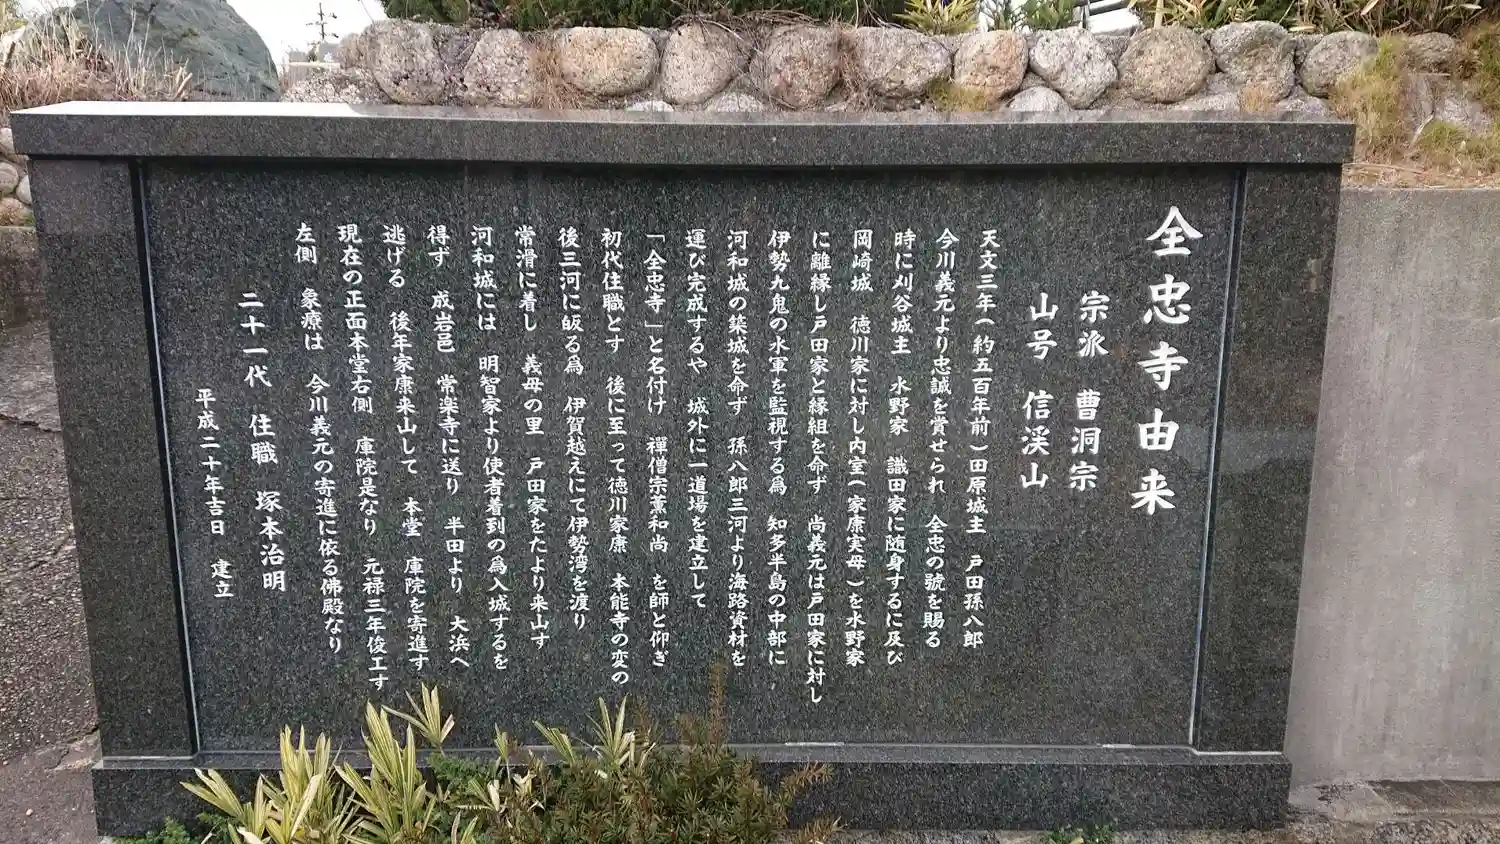 全忠寺由来
宗派　曹洞宗
山号　信渓山
天文三年（約五百年前）田原城主　戸田孫八郎
今川義元より忠誠を賞せられ　全忠の號を賜る
時に刈谷城主　水野家　識田家に随身するに及び
岡崎城　徳川家に対し内室（家康実母）を水野家
に離縁し戸田家と縁組を命ず　尚義元は戸田家に対し
伊勢九鬼の水軍を監視する爲　知多半島の中部に
河和城の築城を命ず　孫八郎三河より海路資材を
運び完成するや　城外に一道場を建立して
「全忠寺」と名付け　禪僧宗薫和尚　を師と仰ぎ
初代住職とす　後に至って徳川家康　本能寺の変の
後三河に皈る爲　伊賀越えにて伊勢湾を渡り
常滑に着し　義母の里　戸田家をたより来山す
河和城には　明智家より使者着到の爲入城するを
得ず　成岩邑　常楽寺に送り　半田より　大浜へ
逃げる　後年家康来山して　本堂　庫院を寄進す
現在の正面本堂右側　庫院是なり　元禄三年俊工す
左側　象療は　今川義元の寄進に依る佛殿なり
二十一代　住職　塚本治明
平成二十年吉日　建立